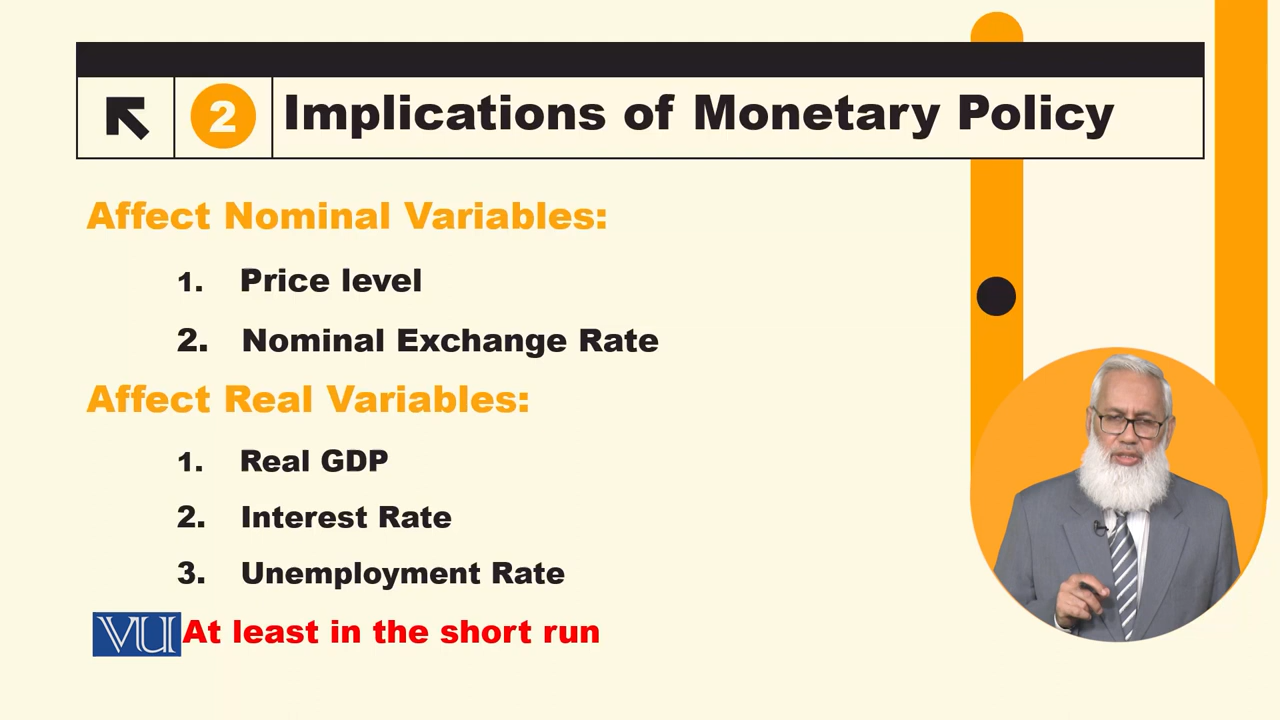 2 Implications of Monetary Policy
Affect Nominal Variables:
1. Price level
2. Nominal Exchange Rate
Affect Real Variables:
1. Real GDP
2. Interest Rate
3. Unemployment Rate
VU At least in the short run